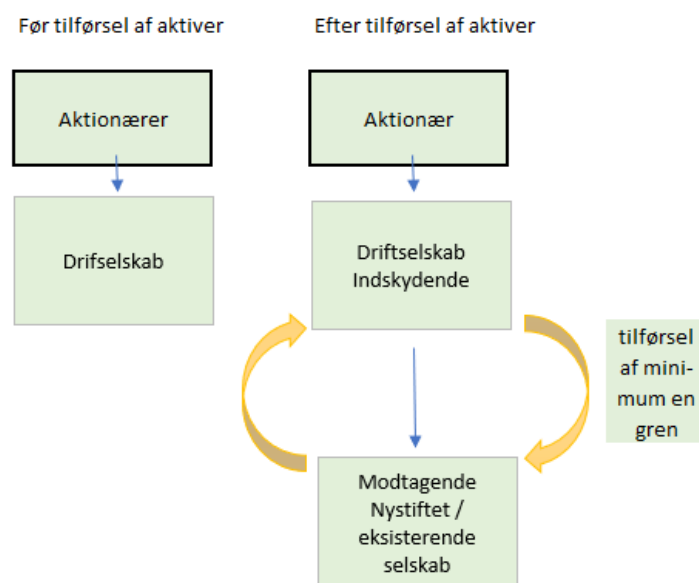 Før tilførsel af aktiver
Efter tilførsel af aktiver
Aktionærer
Aktionær
Drifselskab
Driftselskab
Indskydende
tilførsel
af mini-
mum en
gren
Modtagende
Nystiftet /
eksisterende
selskab